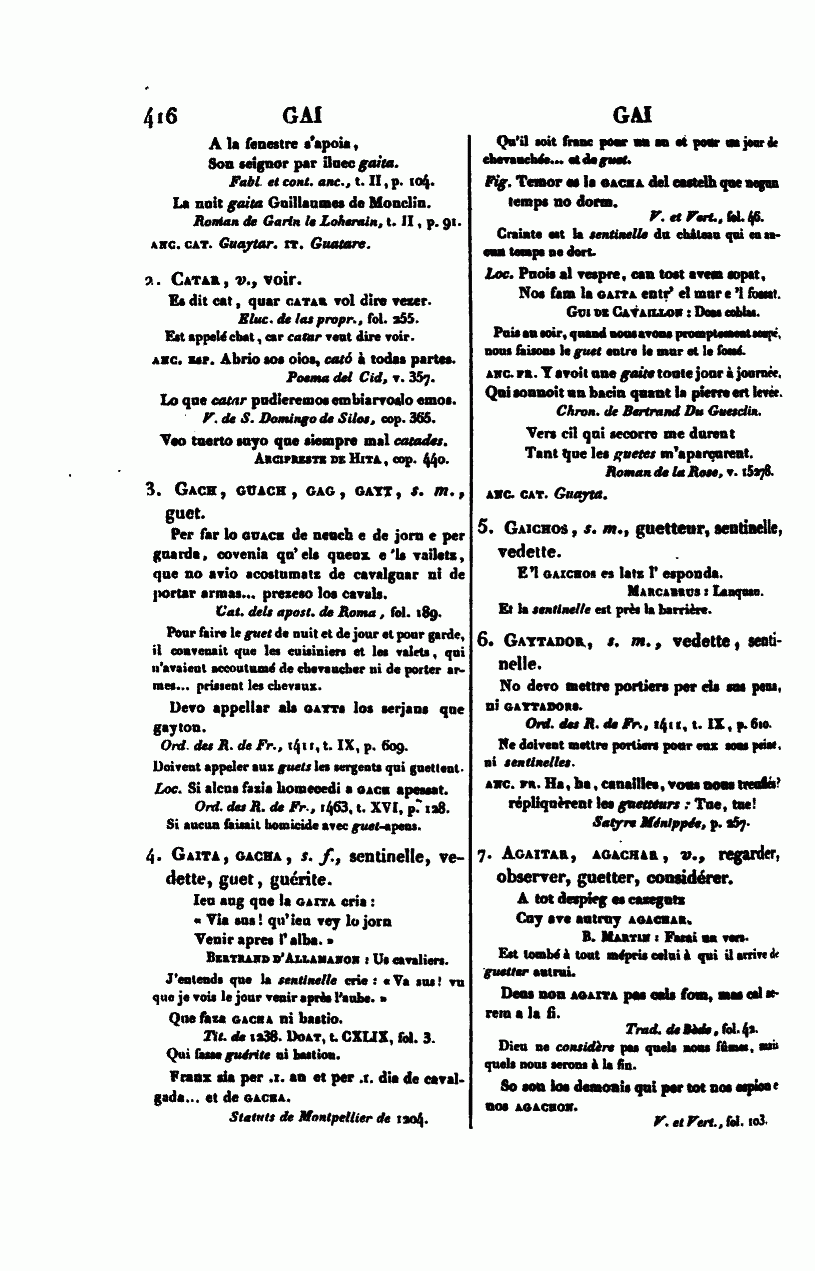 416 GAI GAI
A la fenestre s'apoia,
Son seignor par iluec gaita.
Fabl. et cont. anc., t. II, p. 104.
La nuit gaita Guillaumes de Monclin.
Roman de Garin le Loherain, t. II, p. 91.
ANC. CAT. Guaytar. IT. Guatare.
2. CATAR, v., voir.
Es dit cat, quar CATAR vol dire vezer.
Eluc. de las propr., fol. 255.
Est appelé chat, car catar veut dire voir.
ANC. ESP. Abrio sos oios, cató à todas partes.
Poema del Cid, v. 357.
Lo que catar pudieremos embiarvoslo emos.
V. de S. Domingo de Silos, cop. 365.
Veo tuerto suyo que siempre mal catades.
ARCIPRESTE DE HITA, cop. 440.
3. GACH, GUACH, GAG, GAYT, s. m.,
guet.
Per far lo GUACH de neuch e de jorn e per
guarda, covenia qu'els queux e 'ls vailetz,
que no avio acostumatz de cavalguar ni de
portar armas... prezeso los cavals.
Cat. dels apost. de Roma, fol. 189.
Pour faire le guet de nuit et de jour et pour garde,
il convenait que les cuisiniers et les valets, qui
n'avaient accoutumé de chevaucher ni de porter ar-
mes... prissent les chevaux.
Devo appellar als GAYTS los serjans que
gayton.
Ord. des R. de Fr., 1411, t. IX, p. 609.
Doivent appeler aux guets les sergents qui guettent.
Loc. Si alcus fazia homecedi a GACH apessat.
Ord. des R. de Fr., 1463, t. XVI, p. 128.
Si aucun faisait homicide avec guet-apens.
4. GAITA, GACHA, s. f., sentinelle, ve-
dette, guet, guérite.
Ieu aug que la GAITA cria :
« Via sus ! qu'ieu vey lo jorn
Venir apres l'alba. »
BERTRAND D'ALLAMANON : Us cavaliers.
J'entends que la sentinelle crie : « Va sus ! vu
que je vois le jour venir après l'aube. »
Que faza GACHA ni bastio.
Tit. de 1238. DOAT, t. CXLIX, fol. 3.
Qui fasse guérite ni bastion.
Franx sia per .I. an et per .I. dia de caval-
gada... et de GACHA.
Statuts de Montpellier de 1204.
Qu'il soit franc pour un an et pour un jour de
chevauchée... et de guet.
Fig. Temor es la GACHA del castelh que negun
temps no dorm.
V. et Vert., fol. 46.
Crainte est la sentinelle du château qui en au-
cun temps ne dort.
Loc. Puois al vespre, can tost avem sopat,
Nos fam la GAITA entr' el mur e 'l fossat.
GUI DE CAVAILLON : Doas coblas.
Puis au soir, quand nous avons promptement soupé,
nous faisons le guet entre le mur et le fossé.
ANC. FR. Y avoit une gaite toute jour à journée.
Qui sonnoit un bacin quant la pierre ert levée.
Chron. de Bertrand Du Guesclin.
Vers cil qui secorre me durent
Tant que les guetes m'aparçurent.
Roman de la Rose, v. 15278.
ANC. CAT. Guayta.
5. GAICHOS, s. m., guetteur, sentinelle,
vedette.
E'l GAICHOS es latz l'esponda.
MARCABRUS : Lanquan.
Et la sentinelle est près la barrière.
6. GAYTADOR, s. m., vedette, senti-
nelle.
No devo mettre portiers per els sus pena,
ni GAYTADORS.
Ord. des R. de Fr., 1411, t. IX, p. 610.
Ne doivent mettre portiers pour eux sous peine,
ni sentinelles.
ANC. FR. Ha, ha, canailles, vous nous treufiés?
répliquèrent les guetteurs : Tue, tue!
Satyre Ménippée, p. 257.
7. AGAITAR, AGACHAR, v., regarder,
observer, guetter, considérer.
A tot despieg es cazegutz
Cuy ave autruy AGACHAR.
B. MARTIN : Farai un vers.
Est tombé à tout mépris celui à qui il arrive de
guetter autrui.
Deus non AGAITA pas cals fom, mas cal se-
rem a la fi.
Trad. de Bède, fol. 42.
Dieu ne considère pas quels nous fûmes, mais
quels nous serons à la fin.
So son los demonis qui per tot nos espion e
nos AGACHON.
V. et Vert., fol. 103.